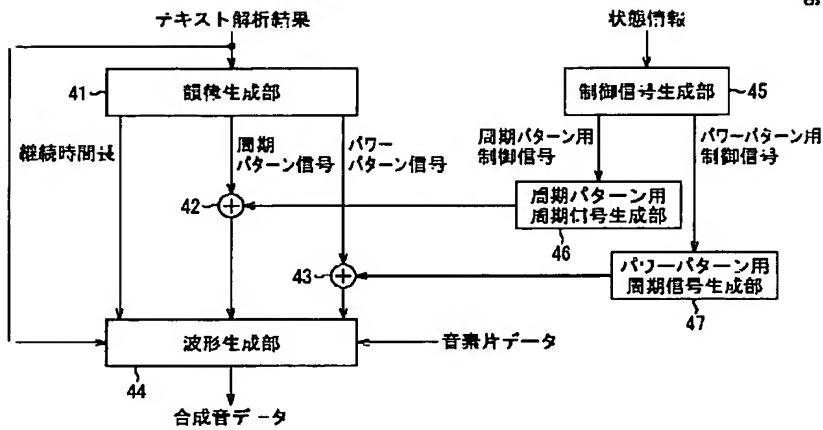 テキスト解析結果
状態情報
41
韻律生成部
制御信号生成部
45
継続時間長
周期
パターン信号
パワー
パターン信号
周期パターン用
制御信号
パワーパターン用
制御信号
42
周期パターン用
周期信号生成部
46
43
パワーパターン用
周期信号生成部
47
波形生成部
音素片データ
44
合成音データ